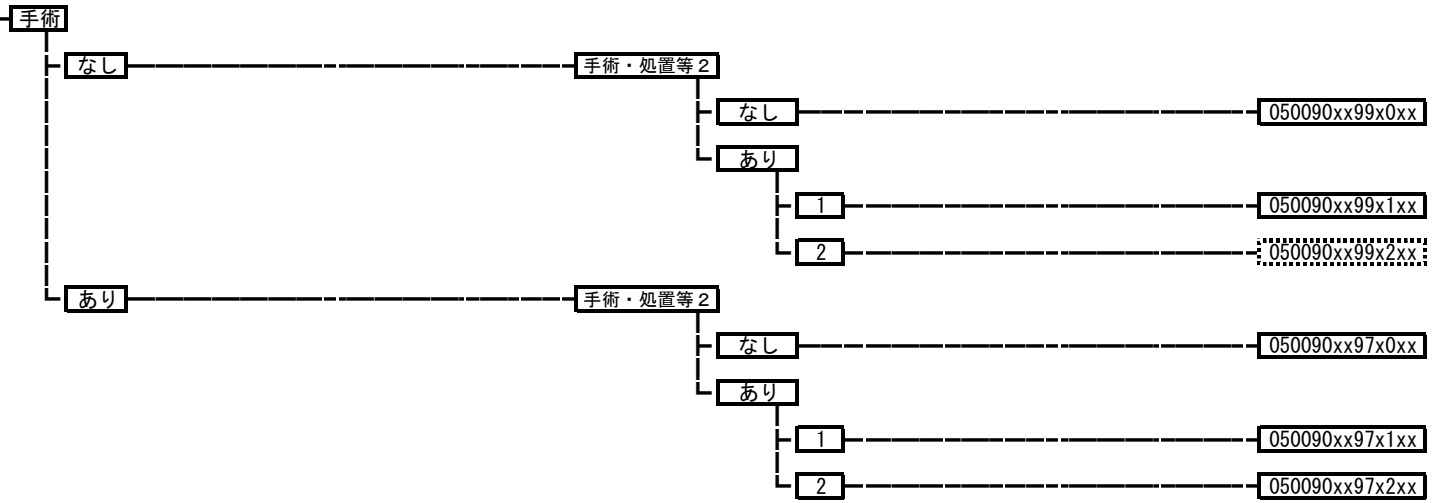 手術
なし 手術・処置等２
なし 050090xx99x0xx
あり
1 050090xx99x1xx
2 050090xx99x2xx
あり 手術・処置等２
なし 050090xx97x0xx
あり
1 050090xx97x1xx
2 050090xx97x2xx